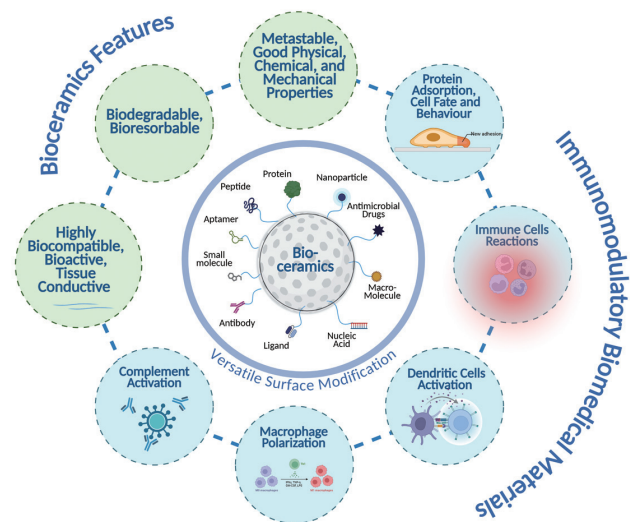 Bioceramics Features
Metastable,
Good Physical,
Chemical, and
Mechanical
Properties
Biodegradable,
Bioresorbable
Highly
Biocompatible,
Bioactive,
Tissue
Conductive
Protein
Adsorption,
Cell Fate and
Behaviour
New adhesion
Immune Cells
Reactions
Dendritic Cells
Activation
Macrophage
Polarization
Complement
Activation
Immunomodulatory Biomedical Materials
Bio-
ceramics
Protein
Nanoparticle
Antimicrobial
Drugs
Macro-
Molecule
Nucleic
Acid
Ligand
Antibody
Small
molecule
Aptamer
Peptide
Versatile Surface Modification